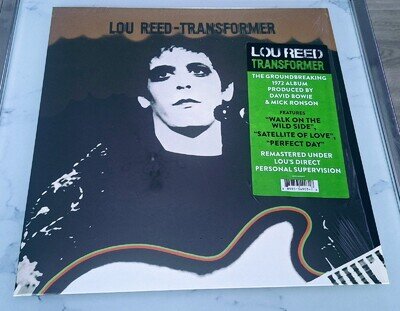 LOU REED-TRANSFORMER
LOU REED
TRANSFORMER
THE GROUNDBREAKING
1972 ALBUM
PRODUCED BY
DAVID BOWIE
& MICK RONSON
FEATURES
"WALK ON THE
WILD SIDE",
"SATELLITE OF LOVE",
"PERFECT DAY"
REMASTERED UNDER
LOU'S DIRECT
PERSONAL SUPERVISION